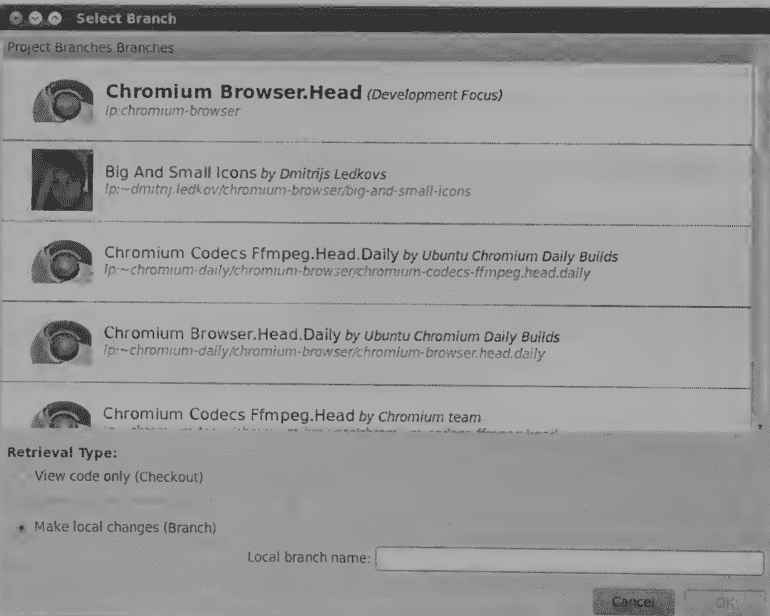 Select Branch
Project Branches Branches
Chromium Browser.Head (Development Focus)
lp:chromium-browser
Big And Small Icons by Dmitrijs Ledkovs
lp:~dmitrij.ledkov/chromium-browser/big-and-small-icons
Chromium Codecs Ffmpeg.Head.Daily by Ubuntu Chromium Daily Builds
lp:~chromium-daily/chromium-browser/chromium-codecs-ffmpeg.head.daily
Chromium Browser.Head.Daily by Ubuntu Chromium Daily Builds
lp:~chromium-daily/chromium-browser/chromium-browser.head.daily
Chromium Codecs Ffmpeg.Head by Chromium team
Retrieval Type:
View code only (Checkout)
Make local changes (Branch)
Local branch name:
Cancel
OK